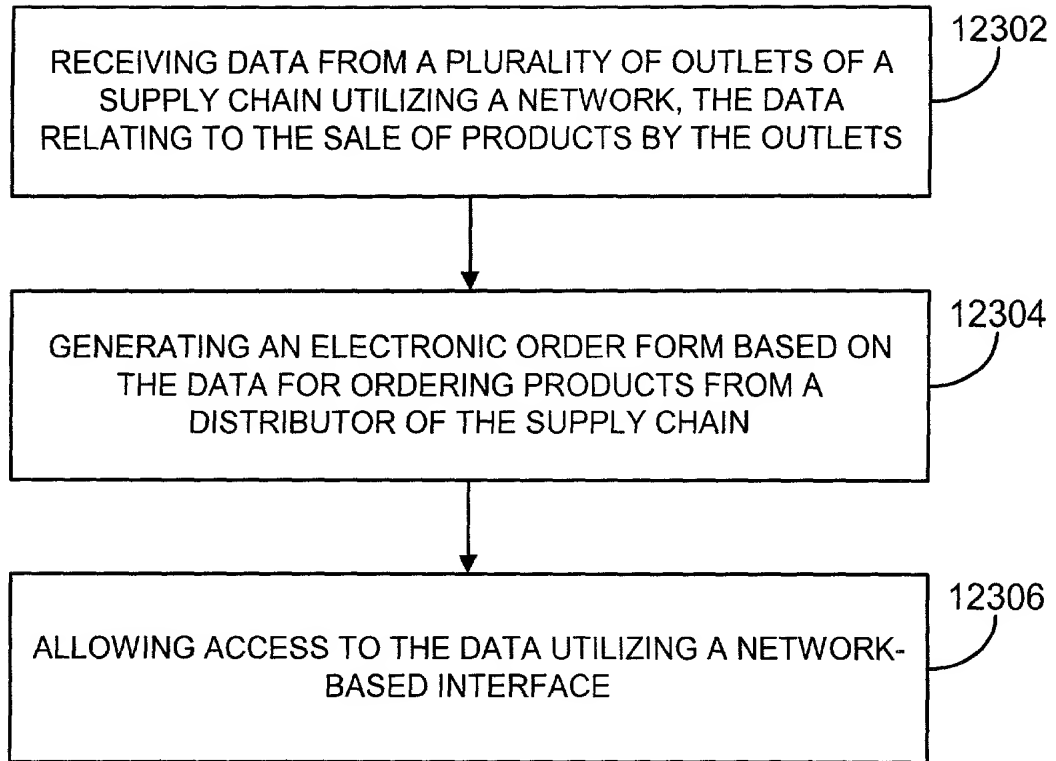 12302
RECEIVING DATA FROM A PLURALITY OF OUTLETS OF A
SUPPLY CHAIN UTILIZING A NETWORK, THE DATA
RELATING TO THE SALE OF PRODUCTS BY THE OUTLETS
12304
GENERATING AN ELECTRONIC ORDER FORM BASED ON
THE DATA FOR ORDERING PRODUCTS FROM A
DISTRIBUTOR OF THE SUPPLY CHAIN
12306
ALLOWING ACCESS TO THE DATA UTILIZING A NETWORK-
BASED INTERFACE